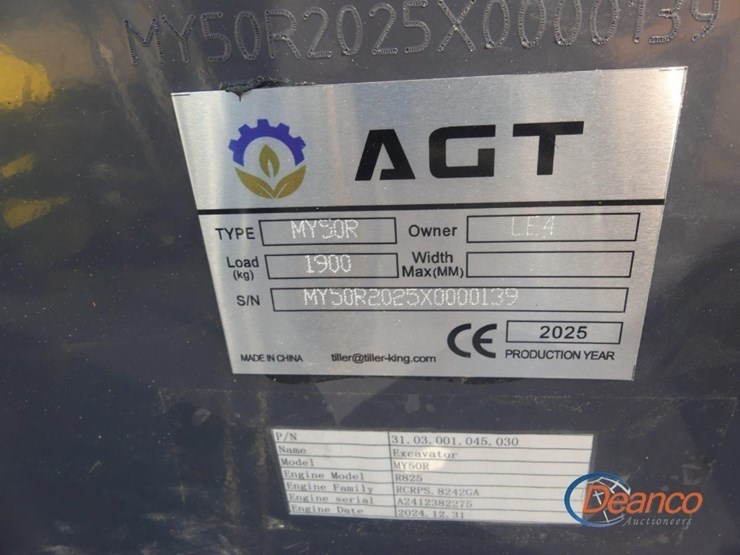 MY50R2025X0000139
AGT
TYPE MY50R Owner LE4
Load (kg) 1900 Width Max(MM)
S/N MY50R2025X0000139
MADE IN CHINA tiller@tiller-king.com CE 2025 PRODUCTION YEAR
P/N 31.03.001.045.030
Name Excavator
Model MY50R
Engine Model R825
Engine Family RCRPS.8242GA
Engine serial A2412382275
Engine Date 2024.12.31
Deanco
Auctioneers